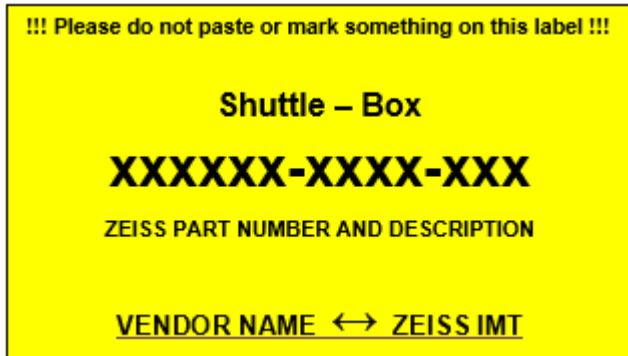 !!! Please do not paste or mark something on this label !!!
Shuttle – Box
xxxxxx-xxxx-xxx
ZEISS PART NUMBER AND DESCRIPTION
VENDOR NAME ↔ ZEISS IMT